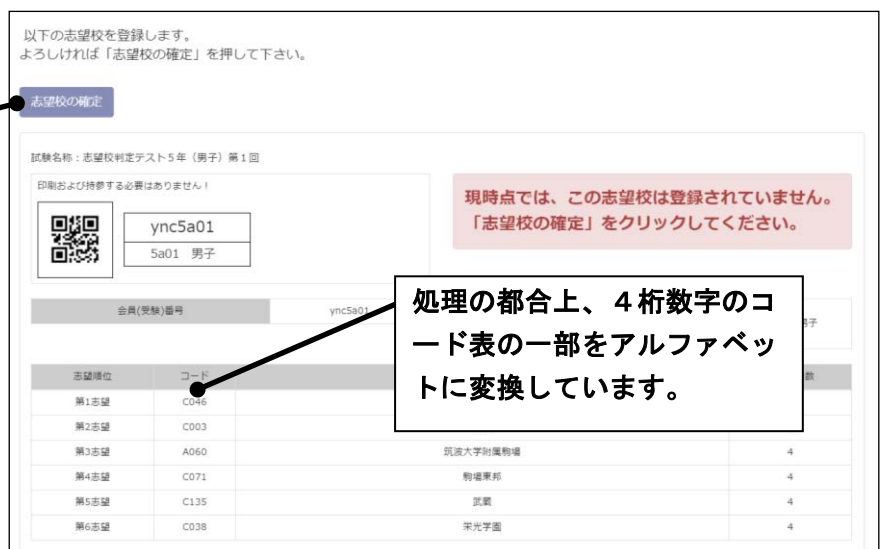 以下の志望校を登録します。
よろしければ「志望校の確定」を押して下さい。
志望校の確定
試験名称：志望校判定テスト５年（男子）第１回
印刷および持参する必要はありません！
ync5a01
5a01 男子
現時点では、この志望校は登録されていません。
「志望校の確定」をクリックしてください。
処理の都合上、４桁数字のコ
ード表の一部をアルファベッ
トに変換しています。
会員(受験)番号 ync5a01 男子
志望順位 コード 数
第1志望 C046
第2志望 C003
第3志望 A060 筑波大学附属駒場 4
第4志望 C071 駒場東邦 4
第5志望 C135 武蔵 4
第6志望 C038 栄光学園 4